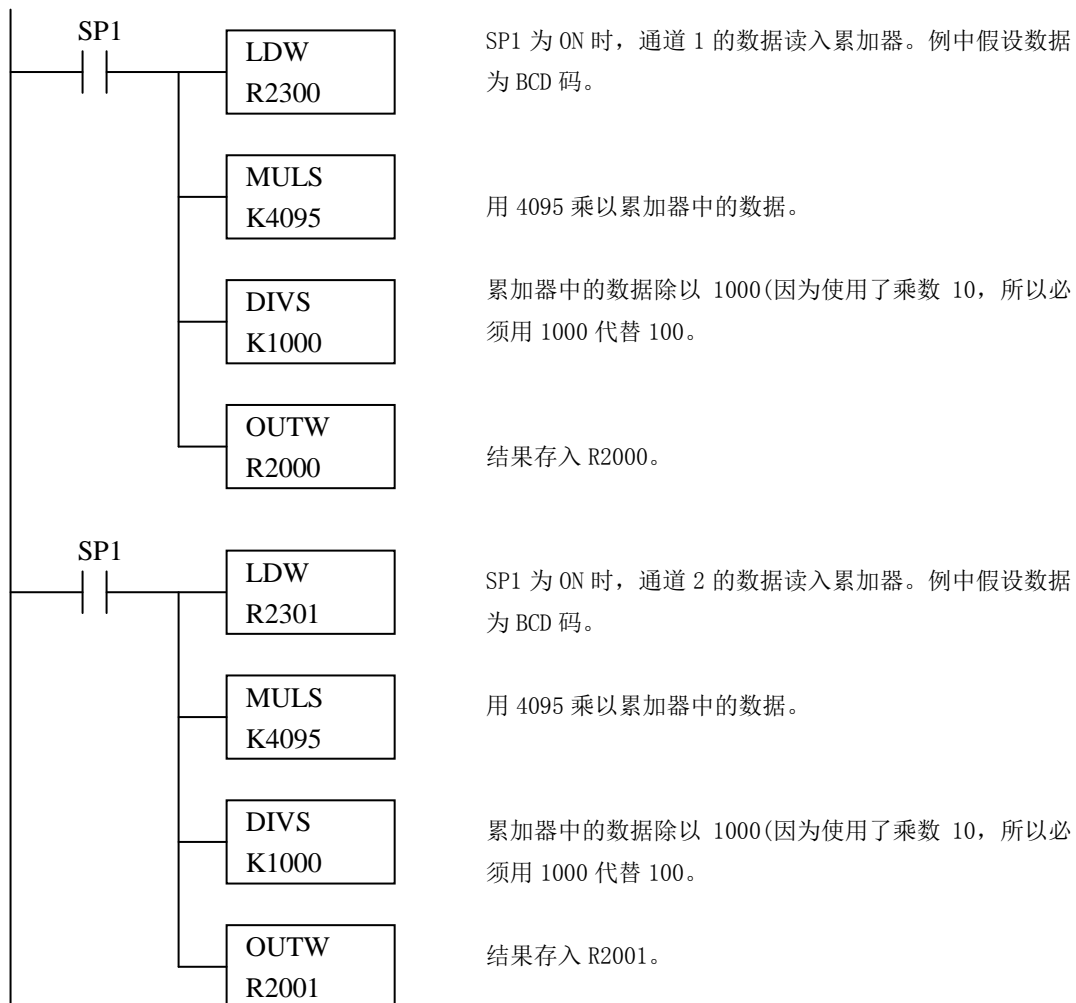 SP1
LDW
R2300
SP1 为 ON 时，通道 1 的数据读入累加器。例中假设数据
为 BCD 码。
MULS
K4095
用 4095 乘以累加器中的数据。
DIVS
K1000
累加器中的数据除以 1000(因为使用了乘数 10，所以必
须用 1000 代替 100。
OUTW
R2000
结果存入 R2000。
SP1
LDW
R2301
SP1 为 ON 时，通道 2 的数据读入累加器。例中假设数据
为 BCD 码。
MULS
K4095
用 4095 乘以累加器中的数据。
DIVS
K1000
累加器中的数据除以 1000(因为使用了乘数 10，所以必
须用 1000 代替 100。
OUTW
R2001
结果存入 R2001。